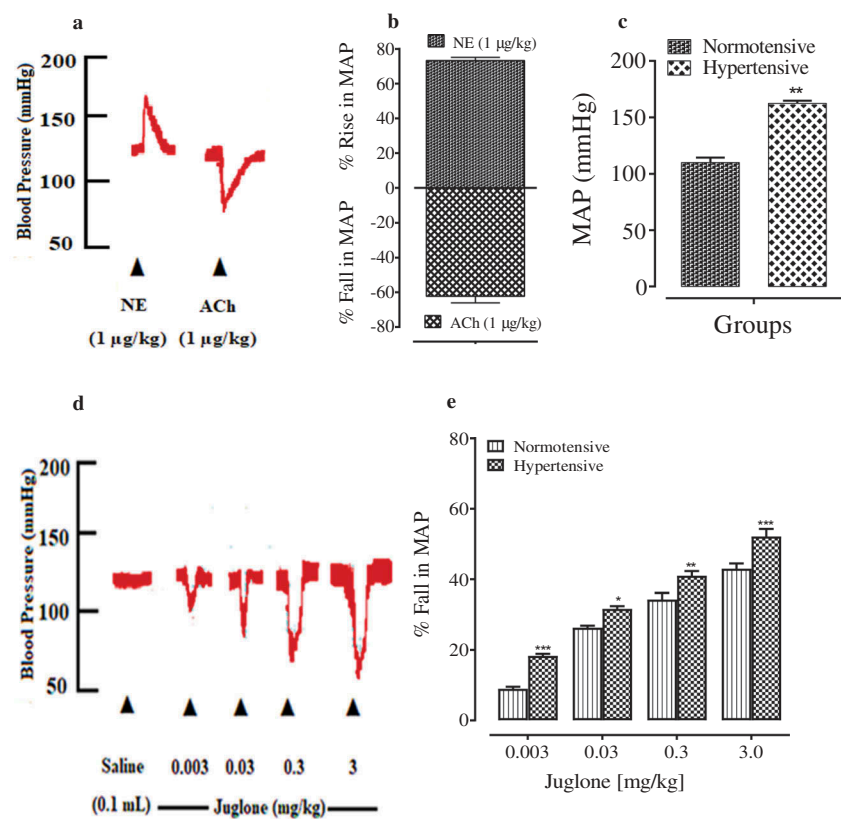 a
200
150
100
50
Blood Pressure (mmHg)
NE
(1 µg/kg)
ACh
(1 µg/kg)
b
80
60
40
20
0
-20
-40
-60
-80
% Rise in MAP
% Fall in MAP
NE (1 µg/kg)
ACh (1 µg/kg)
c
Normotensive
Hypertensive
200
150
100
50
0
MAP (mmHg)
**
Groups
d
200
150
100
50
Blood Pressure (mmHg)
Saline
(0.1 mL)
0.003
0.03
0.3
3
Juglone (mg/kg)
e
Normotensive
Hypertensive
80
60
40
20
0
% Fall in MAP
***
*
**
***
0.003
0.03
0.3
3.0
Juglone [mg/kg]